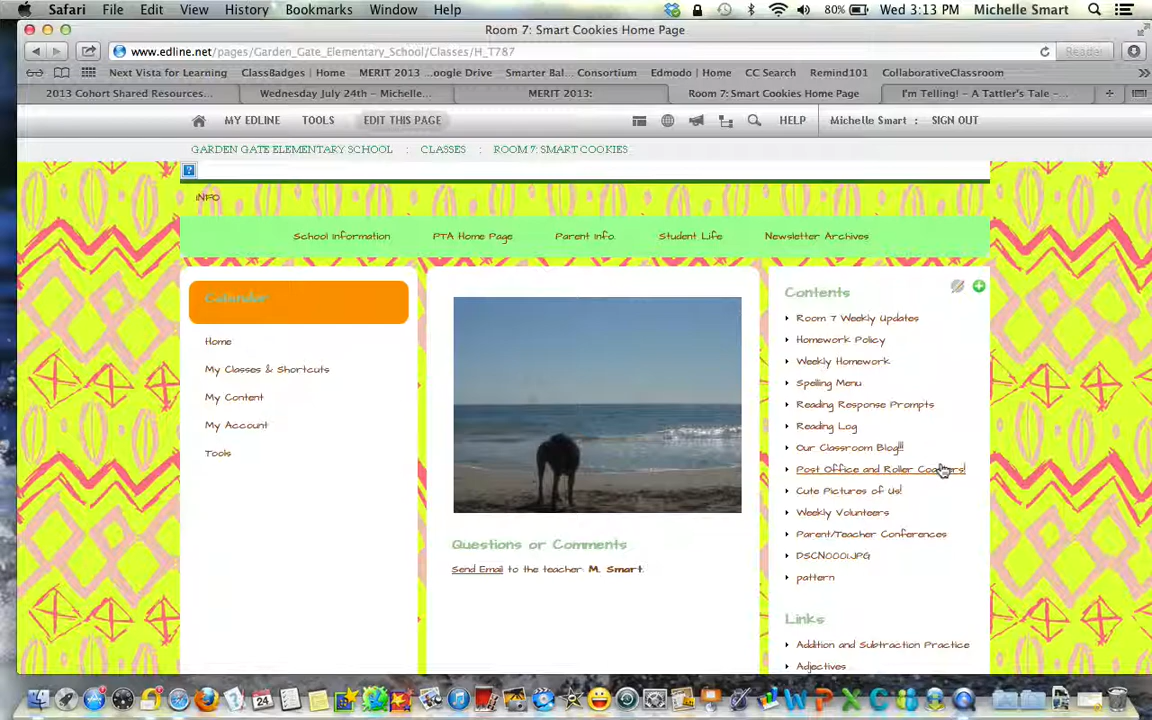 Safari File Edit View History Bookmarks Window Help 80% Wed 3:13 PM Michelle Smart
Room 7: Smart Cookies Home Page
www.edline.net/pages/Garden_Gate_Elementary_School/Classes/H_T787 Reader
Next Vista for Learning ClassBadges | Home MERIT 2013 ...oogle Drive Smarter Bal... Consortium Edmodo | Home CC Search Remind101 CollaborativeClassroom
2013 Cohort Shared Resources... Wednesday July 24th – Michelle... MERIT 2013: Room 7: Smart Cookies Home Page I'm Telling! – A Tattler's Tale – ...
MY EDLINE TOOLS EDIT THIS PAGE HELP Michelle Smart : SIGN OUT
GARDEN GATE ELEMENTARY SCHOOL : CLASSES : ROOM 7: SMART COOKIES
INFO
School Information PTA Home Page Parent Info. Student Life Newsletter Archives
Calendar
Home
My Classes & Shortcuts
My Content
My Account
Tools
Questions or Comments
Send Email to the teacher: M. Smart.
Contents
Room 7 Weekly Updates
Homework Policy
Weekly Homework
Spelling Menu
Reading Response Prompts
Reading Log
Our Classroom Blog!!!
Post Office and Roller Coasters!
Cute Pictures of Us!
Weekly Volunteers
Parent/Teacher Conferences
DSCN0001.JPG
pattern
Links
Addition and Subtraction Practice
Adjectives